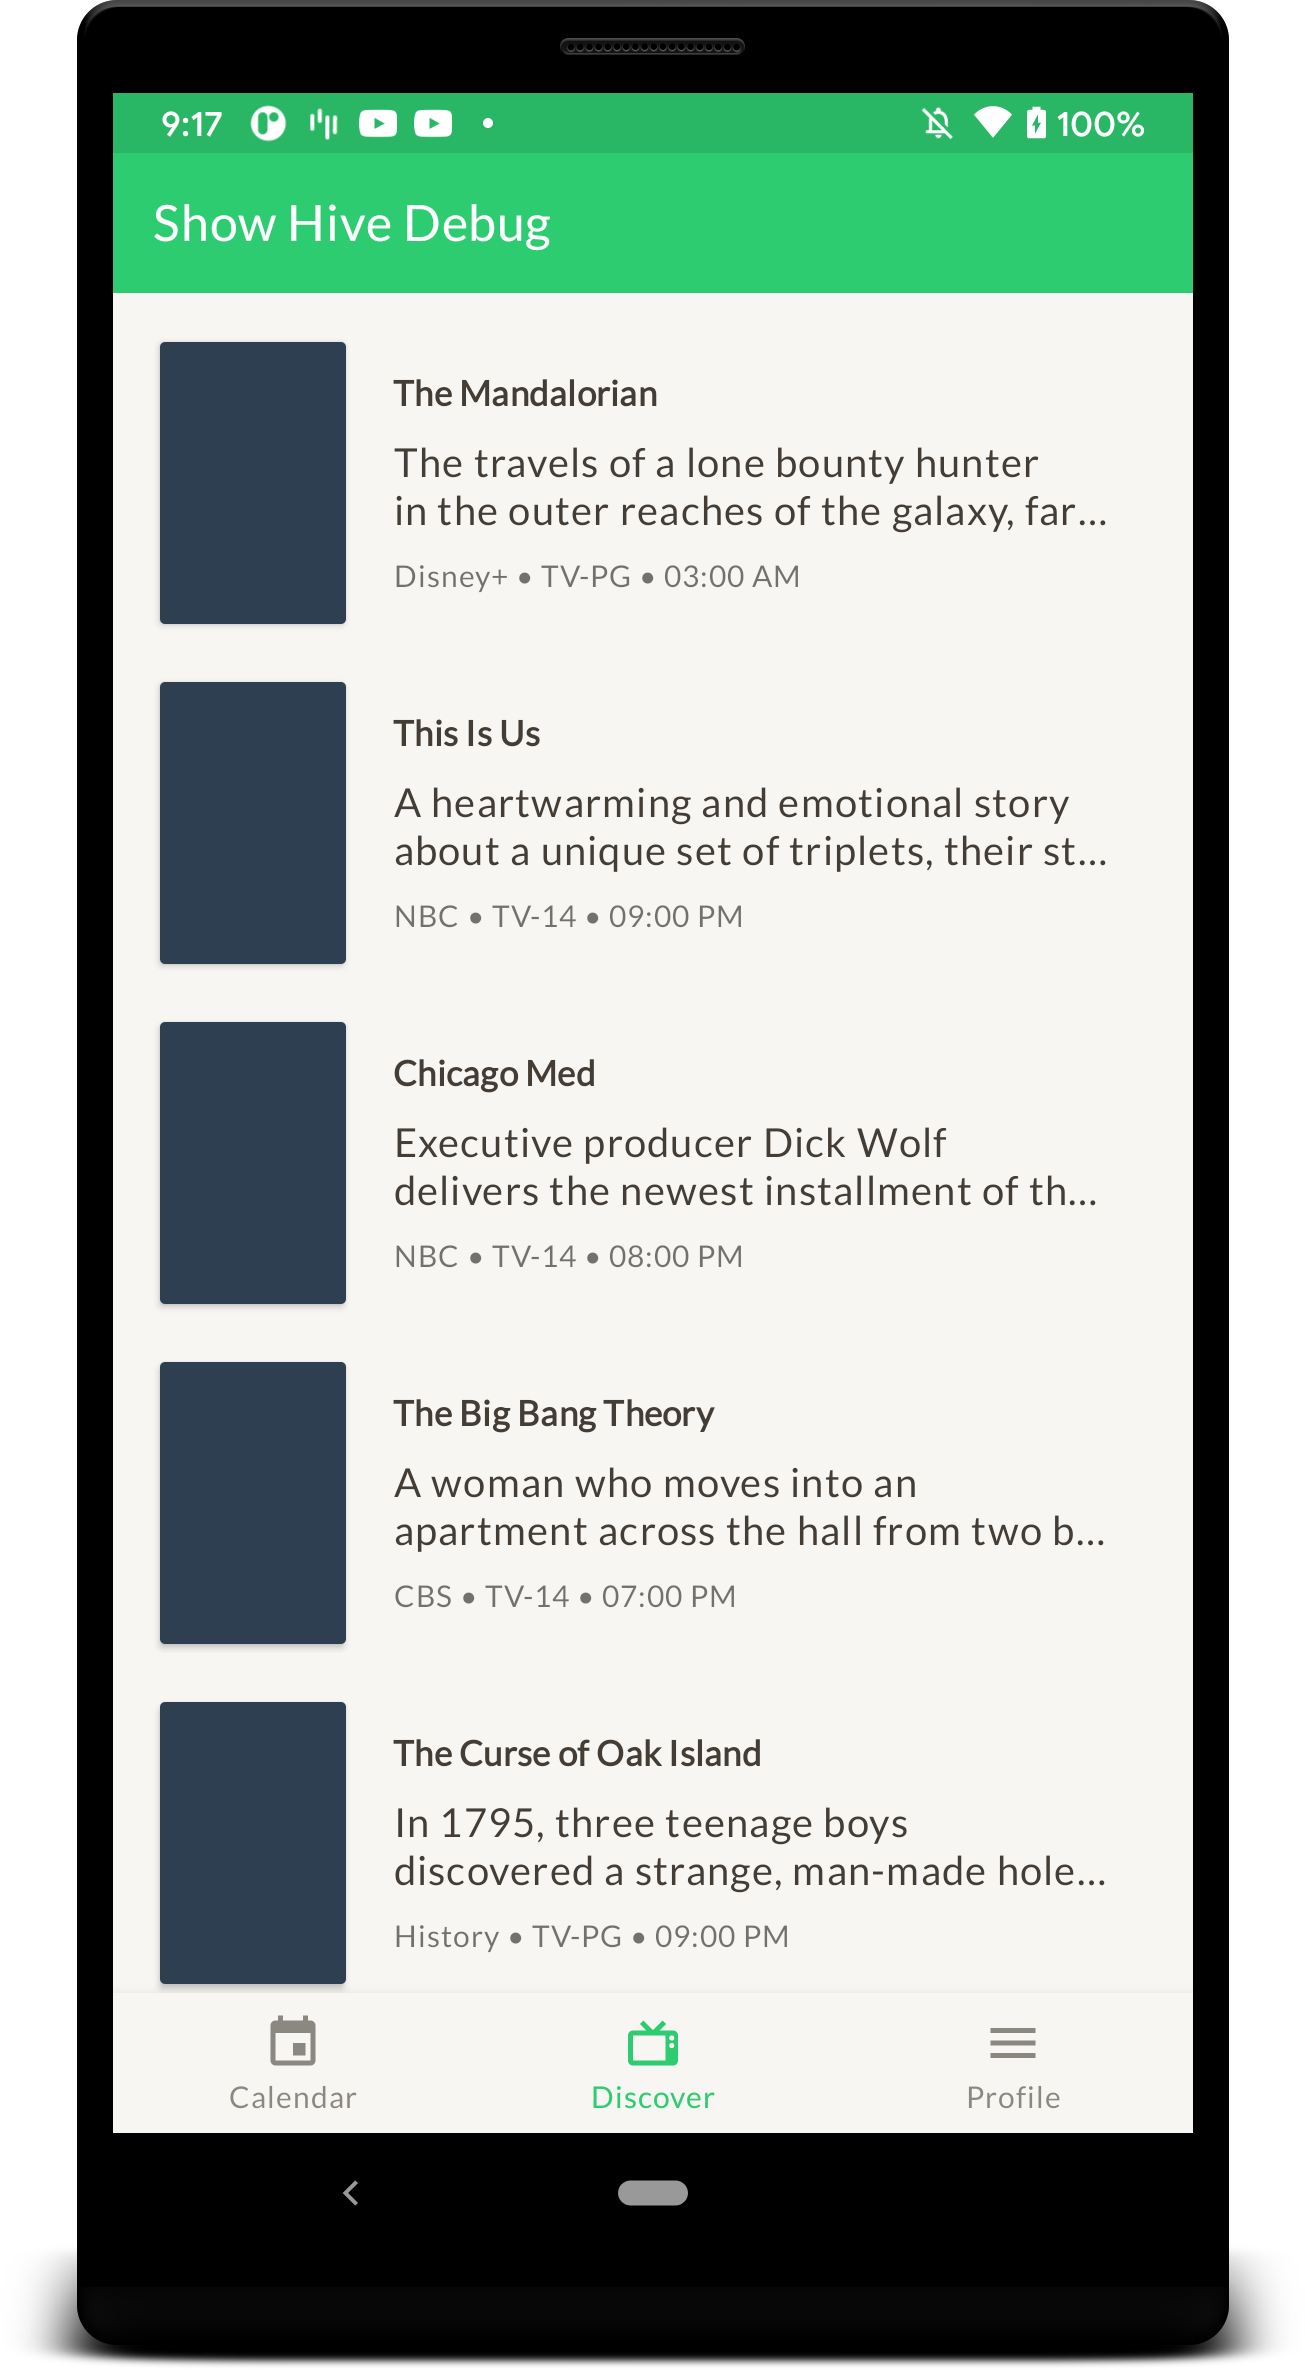 9:17
100%
Show Hive Debug
The Mandalorian
The travels of a lone bounty hunter
in the outer reaches of the galaxy, far...
Disney+ • TV-PG • 03:00 AM
This Is Us
A heartwarming and emotional story
about a unique set of triplets, their st...
NBC • TV-14 • 09:00 PM
Chicago Med
Executive producer Dick Wolf
delivers the newest installment of th...
NBC • TV-14 • 08:00 PM
The Big Bang Theory
A woman who moves into an
apartment across the hall from two b...
CBS • TV-14 • 07:00 PM
The Curse of Oak Island
In 1795, three teenage boys
discovered a strange, man-made hole...
History • TV-PG • 09:00 PM
Calendar
Discover
Profile